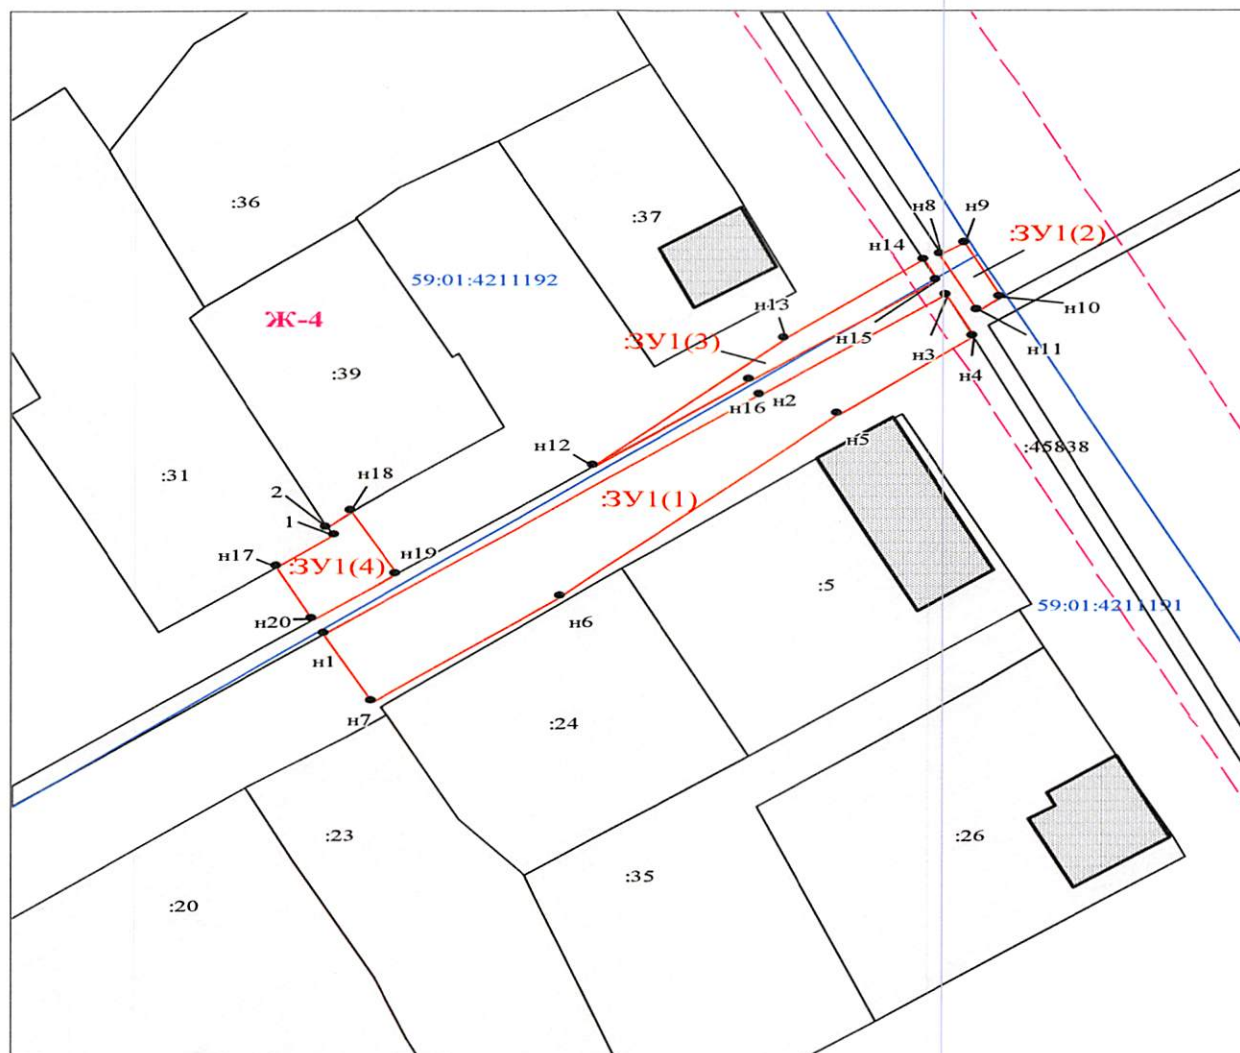 :36
:37
н8
н9
:ЗУ1(2)
н14
59:01:4211192
Ж-4
н13
н10
:ЗУ1(3)
н15
н11
н3
н4
:39
н16
н2
н5
:45838
н12
:31
н18
2
1
:ЗУ1(1)
н17
:ЗУ1(4)
н19
:5
59:01:4211191
н20
н6
н1
н7
:24
:23
:26
:35
:20